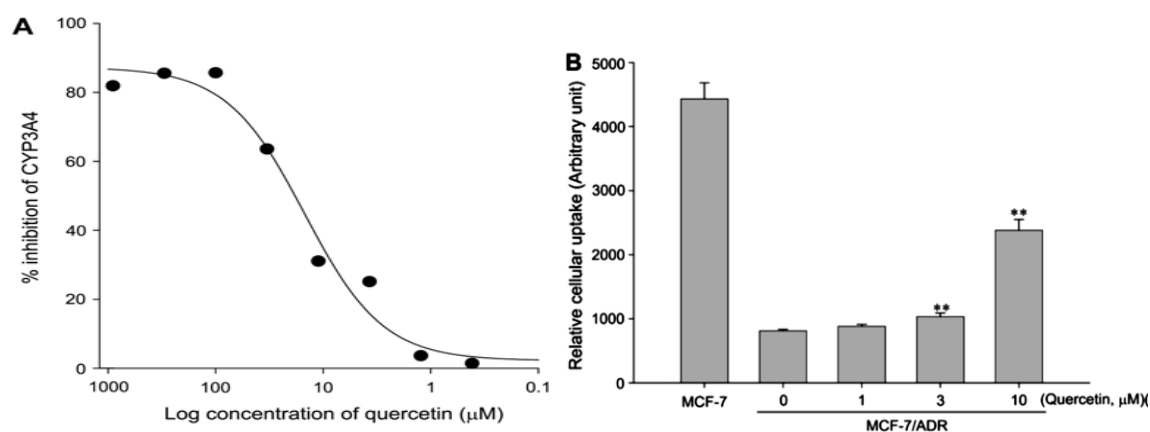 A
% inhibition of CYP3A4
100
80
60
40
20
0
1000 100 10 1 0.1
Log concentration of quercetin (μM)
B
Relative cellular uptake (Arbitrary unit)
5000
4000
3000
2000
1000
0
**
**
MCF-7 0 1 3 10 (Quercetin, μM)(
MCF-7/ADR